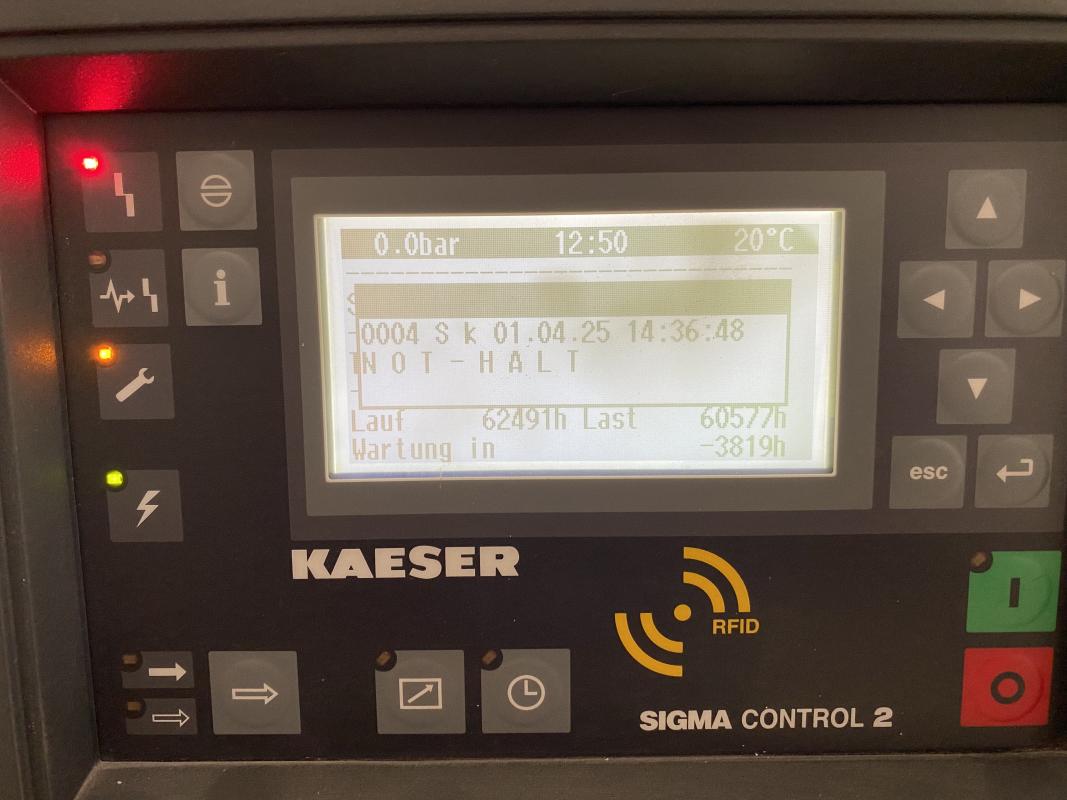 0.0bar 12:50 20°C
0004 S k 01.04.25 14:36:48
NOT-HALT
Lauf 62491h Last 60577h
Wartung in -3819h
esc
KAESER
RFID
SIGMA CONTROL 2